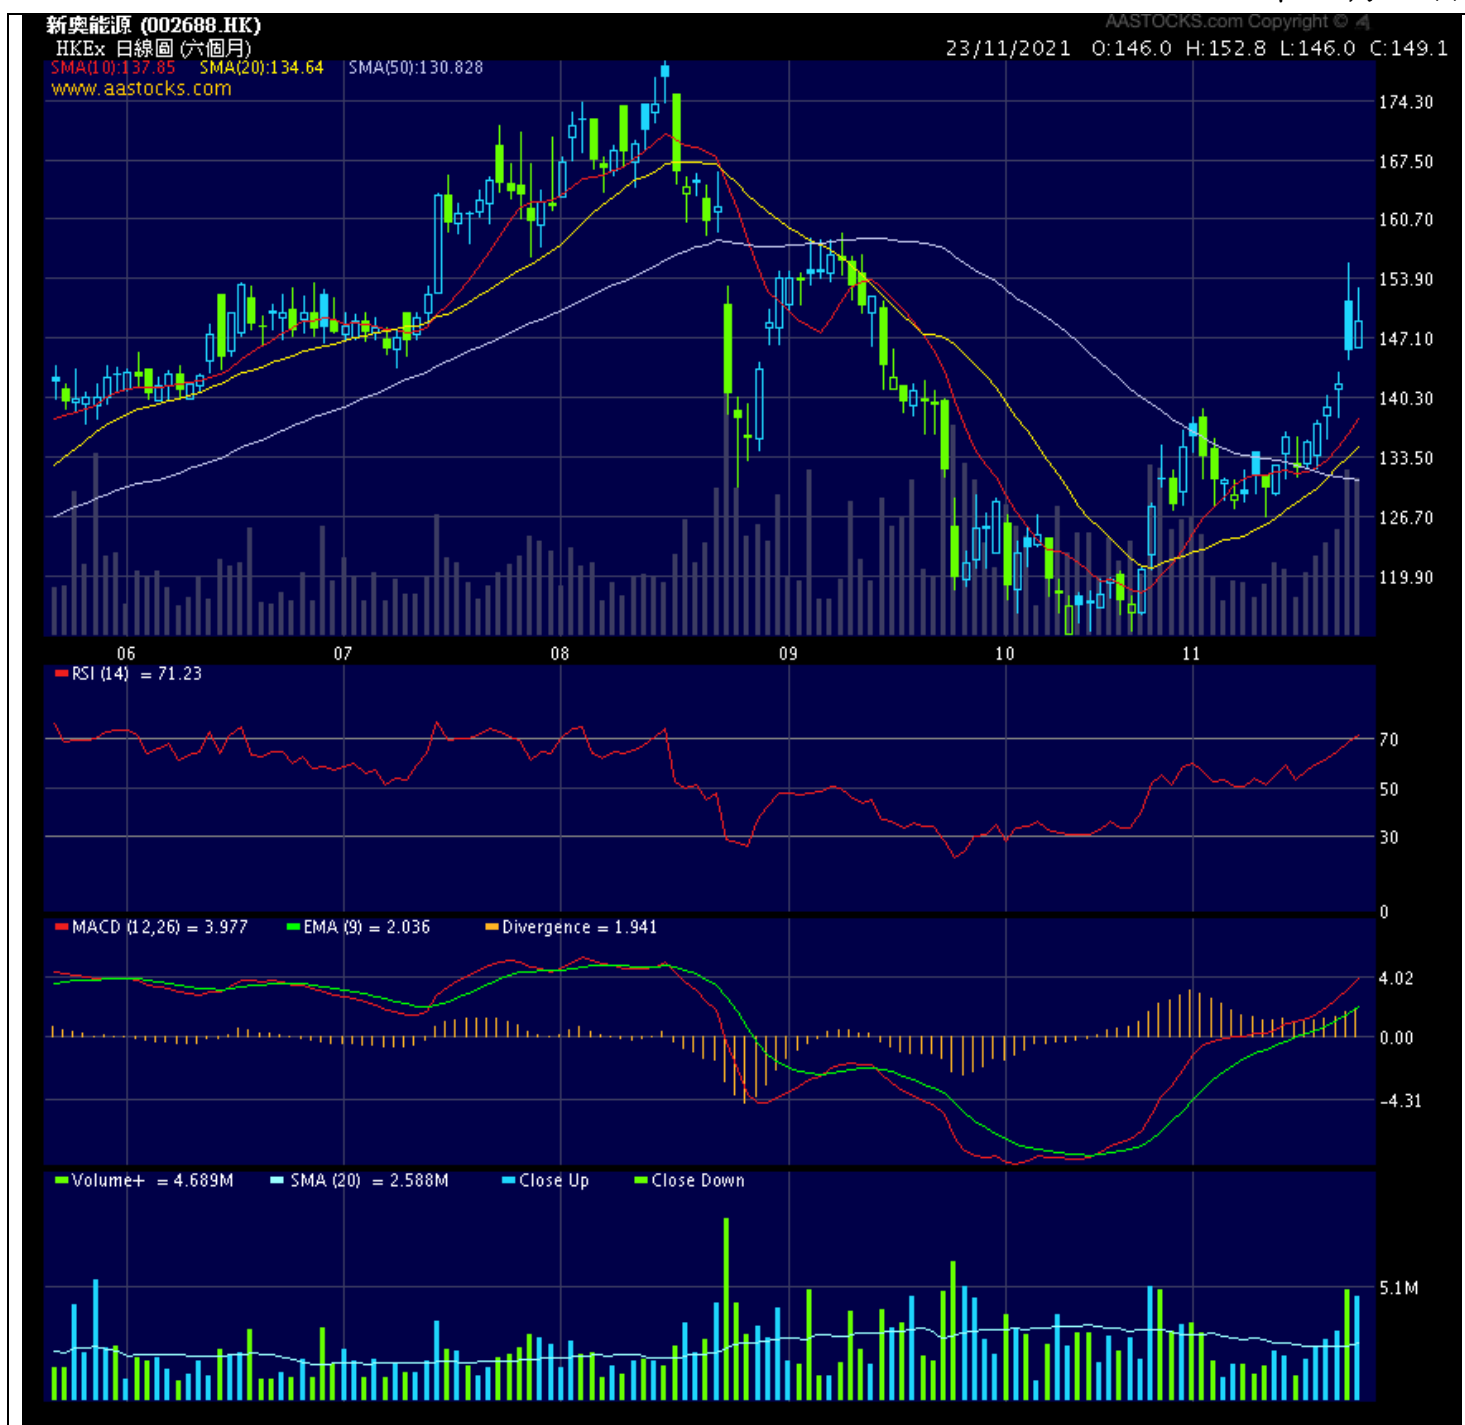 AASTOCKS.com Copyright ©
新奧能源 (002688.HK)
HKEx 日線圖 (六個月)
23/11/2021 O:146.0 H:152.8 L:146.0 C:149.1
SMA(10):137.85 SMA(20):134.64 SMA(50):130.828
www.aastocks.com
174.30
167.50
160.70
153.90
147.10
140.30
133.50
126.70
119.90
06 07 08 09 10 11
RSI (14) = 71.23
70
50
30
0
MACD (12,26) = 3.977 EMA (9) = 2.036 Divergence = 1.941
4.02
0.00
-4.31
Volume+ = 4.689M SMA (20) = 2.588M Close Up Close Down
5.1M